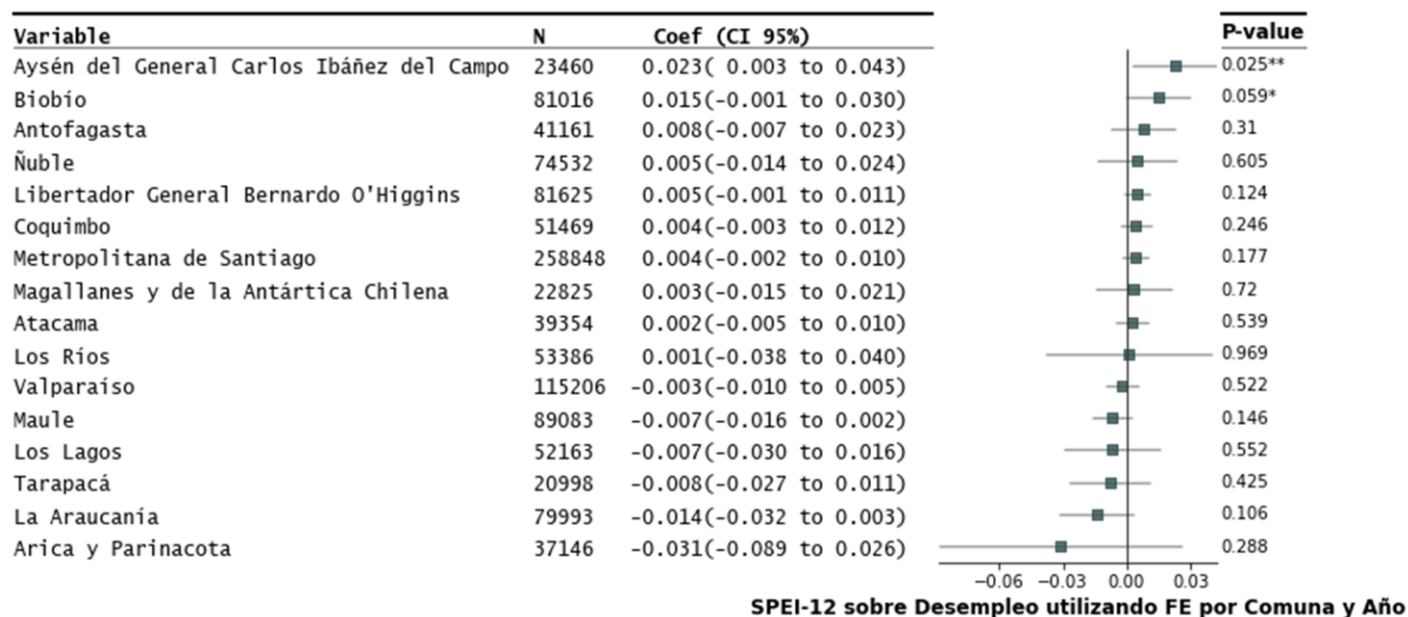 Variable N Coef (CI 95%) P-value
Aysén del General Carlos Ibáñez del Campo 23460 0.023( 0.003 to 0.043) 0.025**
Biobío 81016 0.015(-0.001 to 0.030) 0.059*
Antofagasta 41161 0.008(-0.007 to 0.023) 0.31
Ñuble 74532 0.005(-0.014 to 0.024) 0.605
Libertador General Bernardo O'Higgins 81625 0.005(-0.001 to 0.011) 0.124
Coquimbo 51469 0.004(-0.003 to 0.012) 0.246
Metropolitana de Santiago 258848 0.004(-0.002 to 0.010) 0.177
Magallanes y de la Antártica Chilena 22825 0.003(-0.015 to 0.021) 0.72
Atacama 39354 0.002(-0.005 to 0.010) 0.539
Los Ríos 53386 0.001(-0.038 to 0.040) 0.969
Valparaíso 115206 -0.003(-0.010 to 0.005) 0.522
Maule 89083 -0.007(-0.016 to 0.002) 0.146
Los Lagos 52163 -0.007(-0.030 to 0.016) 0.552
Tarapacá 20998 -0.008(-0.027 to 0.011) 0.425
La Araucanía 79993 -0.014(-0.032 to 0.003) 0.106
Arica y Parinacota 37146 -0.031(-0.089 to 0.026) 0.288
−0.06 −0.03 0.00 0.03
SPEI-12 sobre Desempleo utilizando FE por Comuna y Año